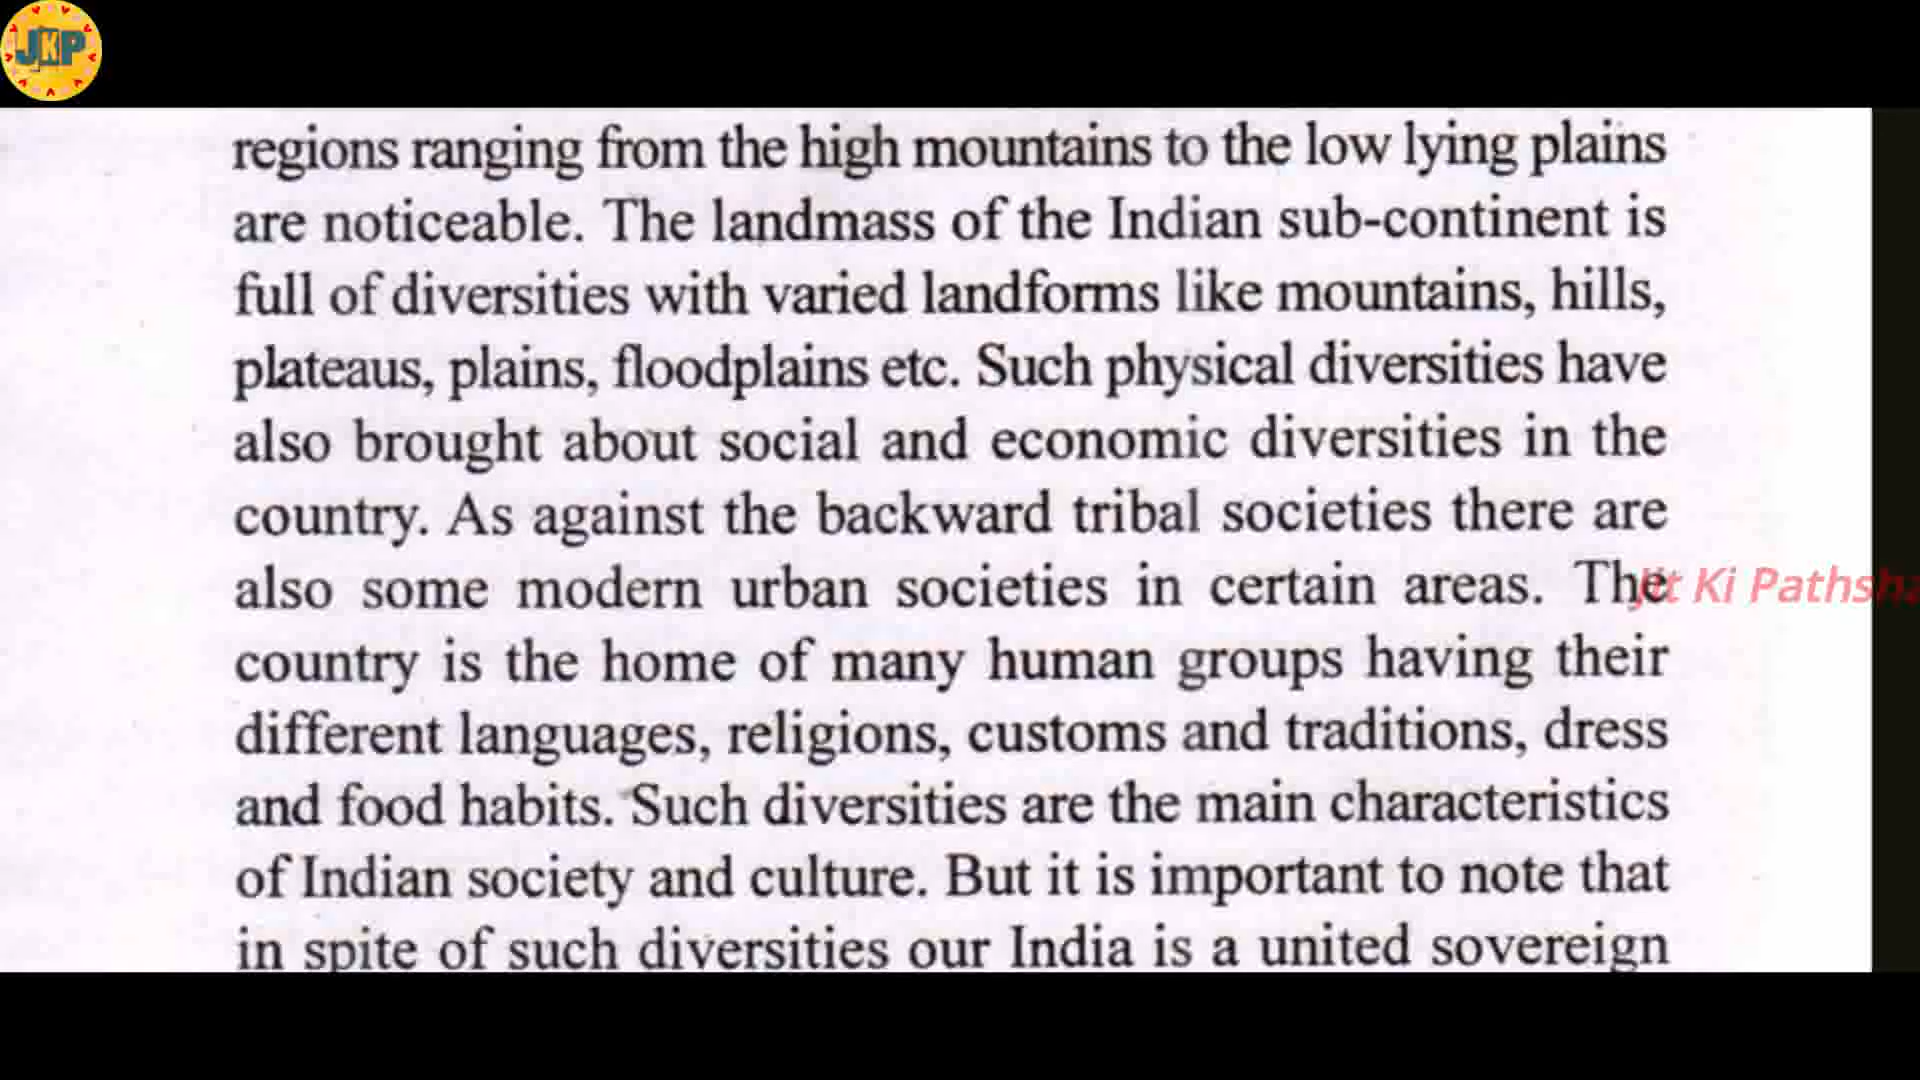 JKP
regions ranging from the high mountains to the low lying plains
are noticeable. The landmass of the Indian sub-continent is
full of diversities with varied landforms like mountains, hills,
plateaus, plains, floodplains etc. Such physical diversities have
also brought about social and economic diversities in the
country. As against the backward tribal societies there are
also some modern urban societies in certain areas. The
Jit Ki Pathsha
country is the home of many human groups having their
different languages, religions, customs and traditions, dress
and food habits. Such diversities are the main characteristics
of Indian society and culture. But it is important to note that
in spite of such diversities our India is a united sovereign